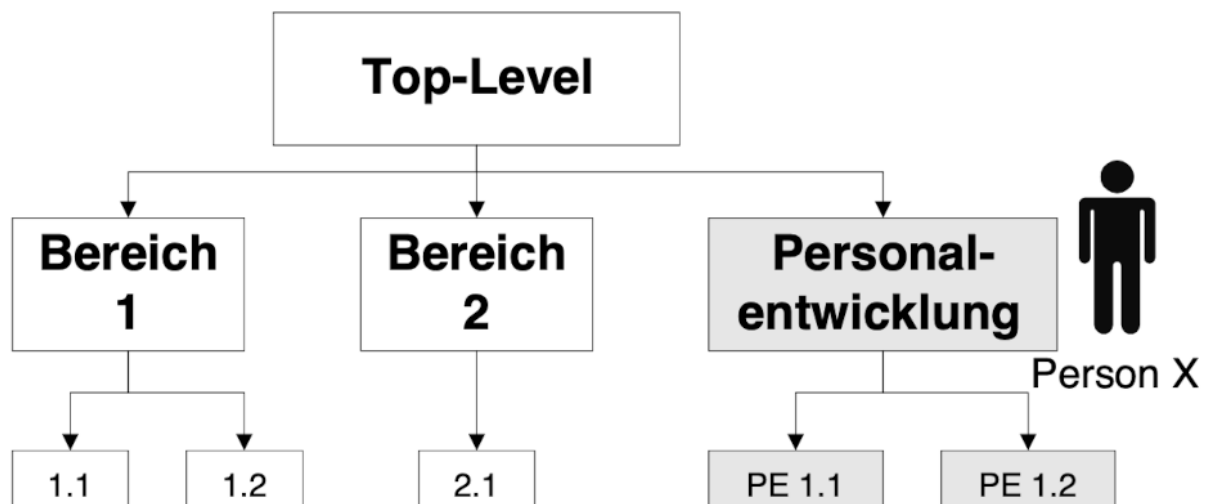 Top-Level
Bereich
1
Bereich
2
Personal-
entwicklung
Person X
1.1
1.2
2.1
PE 1.1
PE 1.2